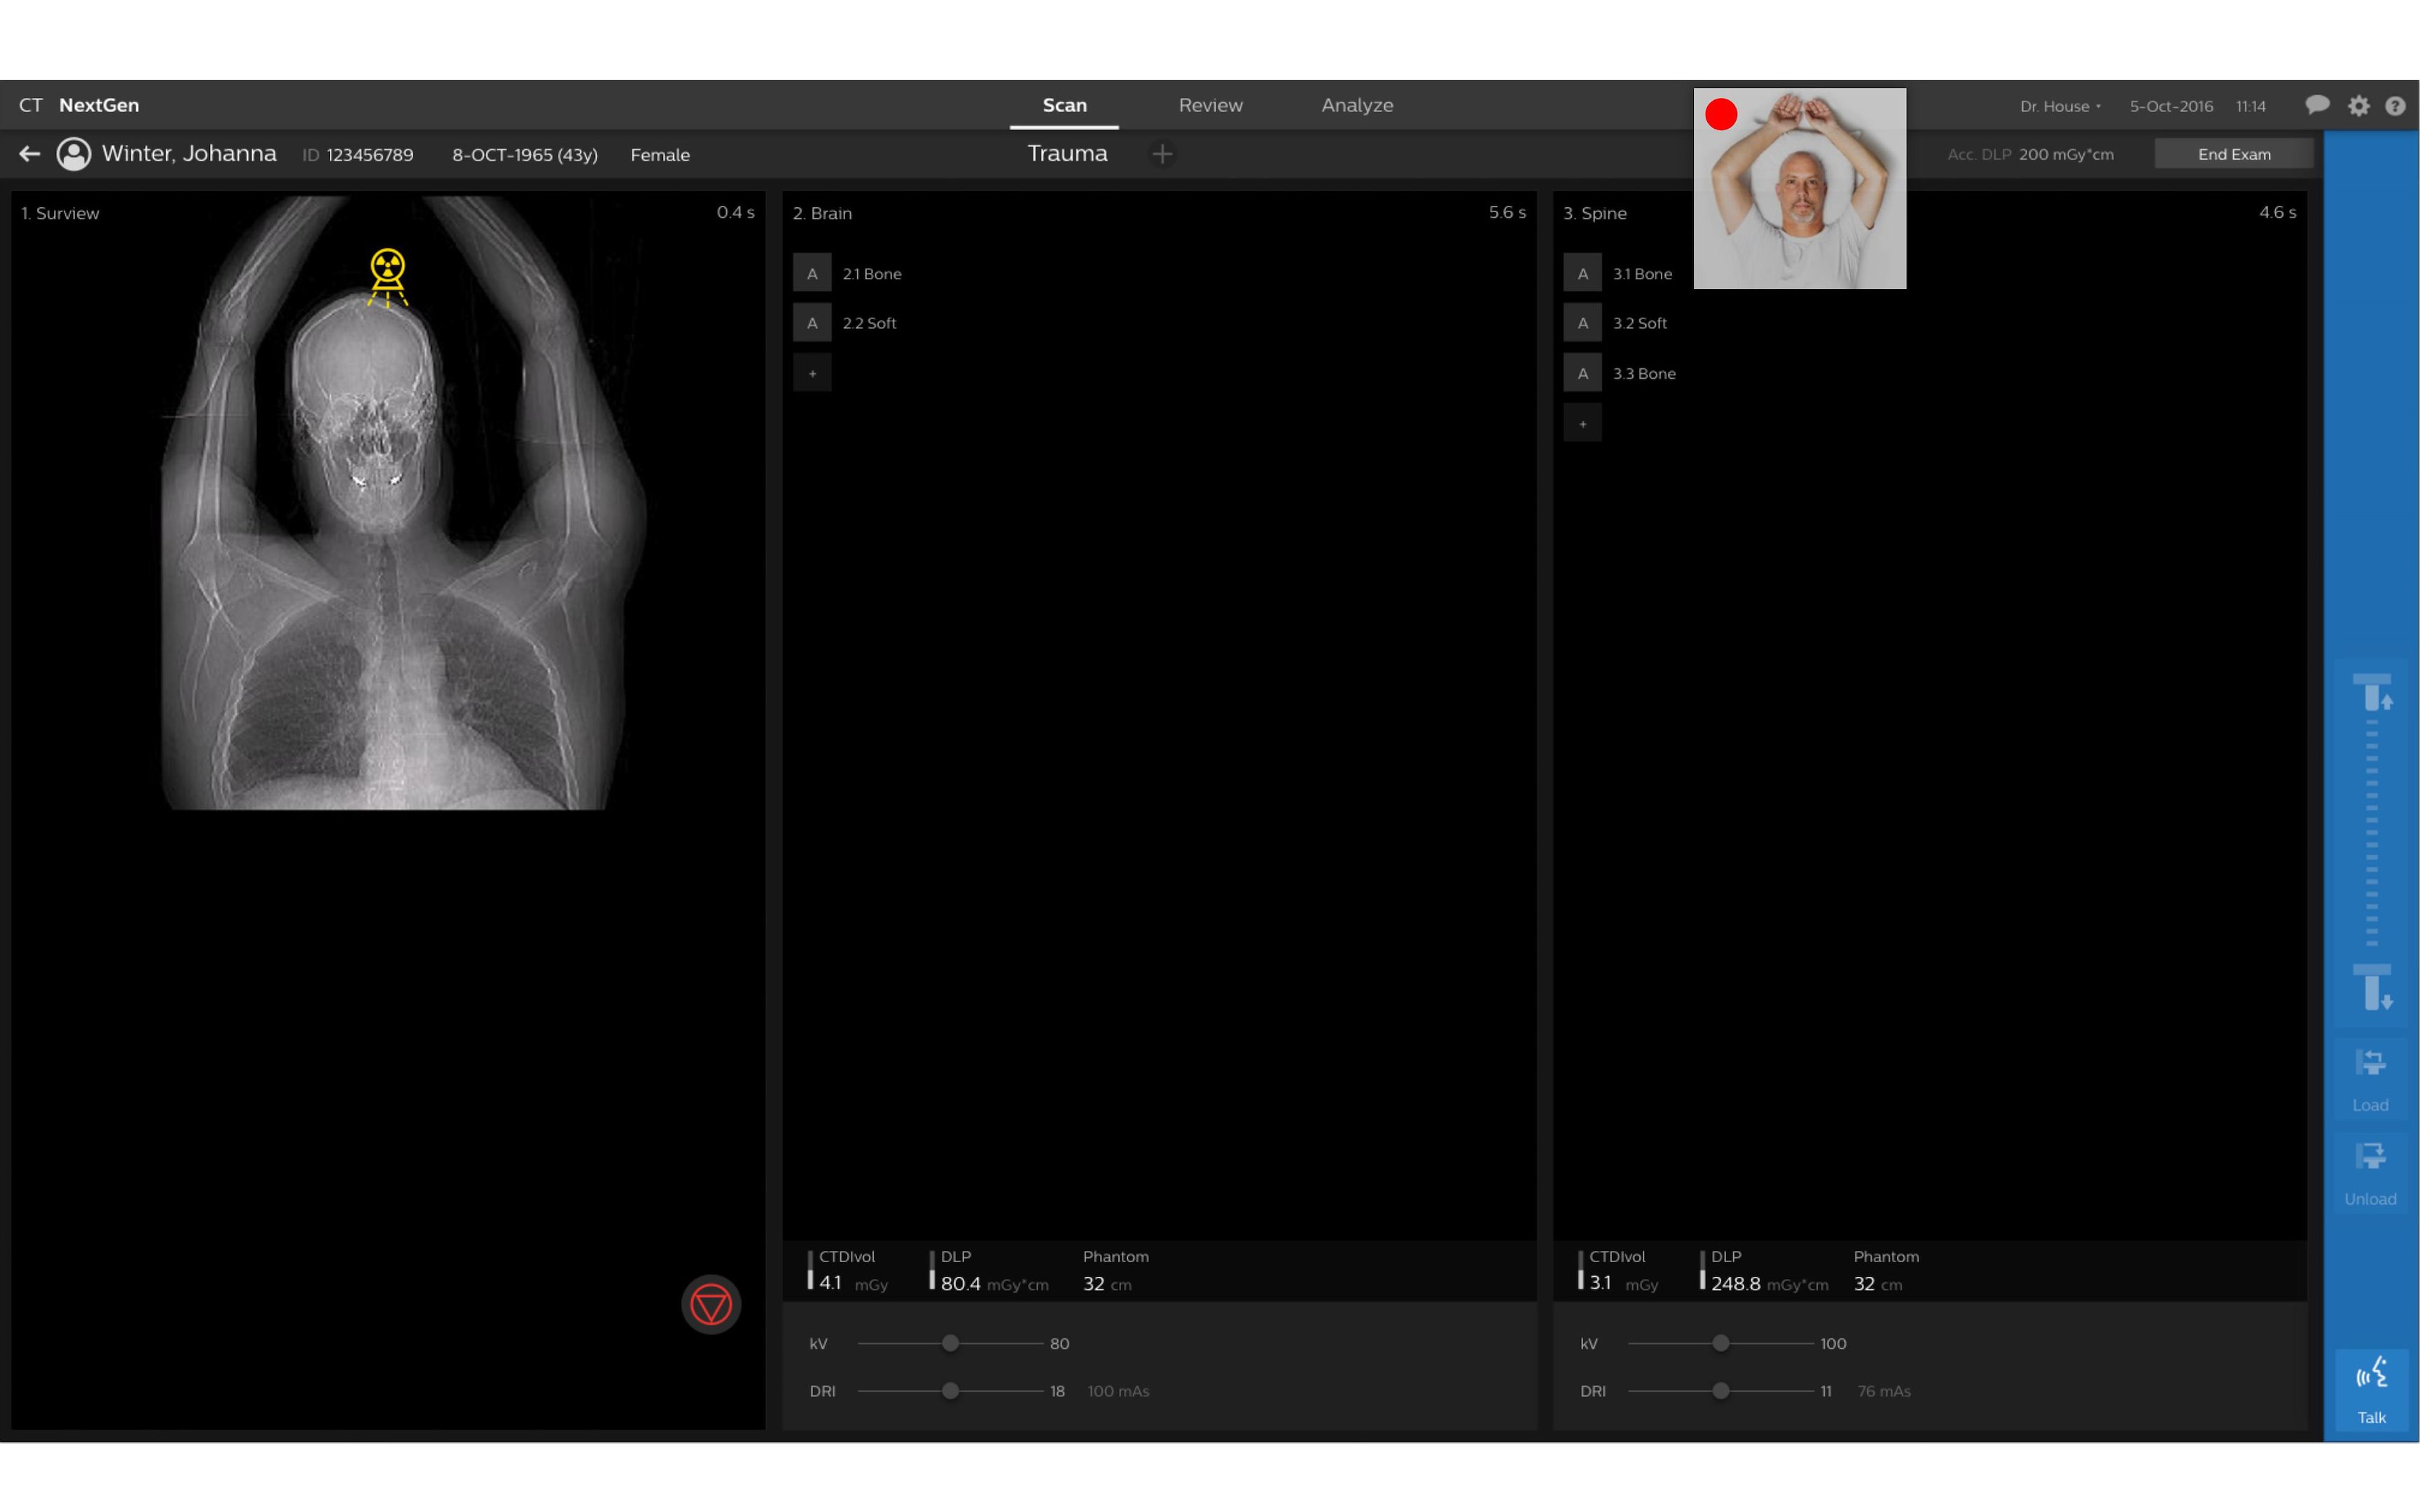 CT NextGen Scan Review Analyze Dr. House 5-Oct-2016 11:14 ?
Winter, Johanna ID 123456789 8-OCT-1965 (43y) Female Trauma + Acc. DLP 200 mGy*cm End Exam
1. Surview 0.4 s
2. Brain 5.6 s
A 2.1 Bone
A 2.2 Soft
+
CTDIvol DLP Phantom
4.1 mGy 80.4 mGy*cm 32 cm
kV 80
DRI 18 100 mAs
3. Spine 4.6 s
A 3.1 Bone
A 3.2 Soft
A 3.3 Bone
+
CTDIvol DLP Phantom
3.1 mGy 248.8 mGy*cm 32 cm
kV 100
DRI 11 76 mAs
Load
Unload
Talk